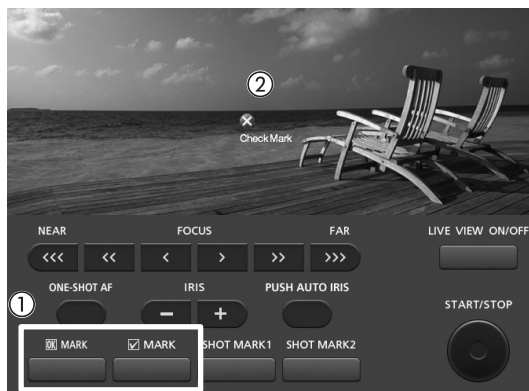 ②
Check Mark
NEAR FOCUS FAR LIVE VIEW ON/OFF
<<< << < > >> >>>
ONE-SHOT AF IRIS PUSH AUTO IRIS
①
− + START/STOP
OK MARK ☑ MARK SHOT MARK1 SHOT MARK2